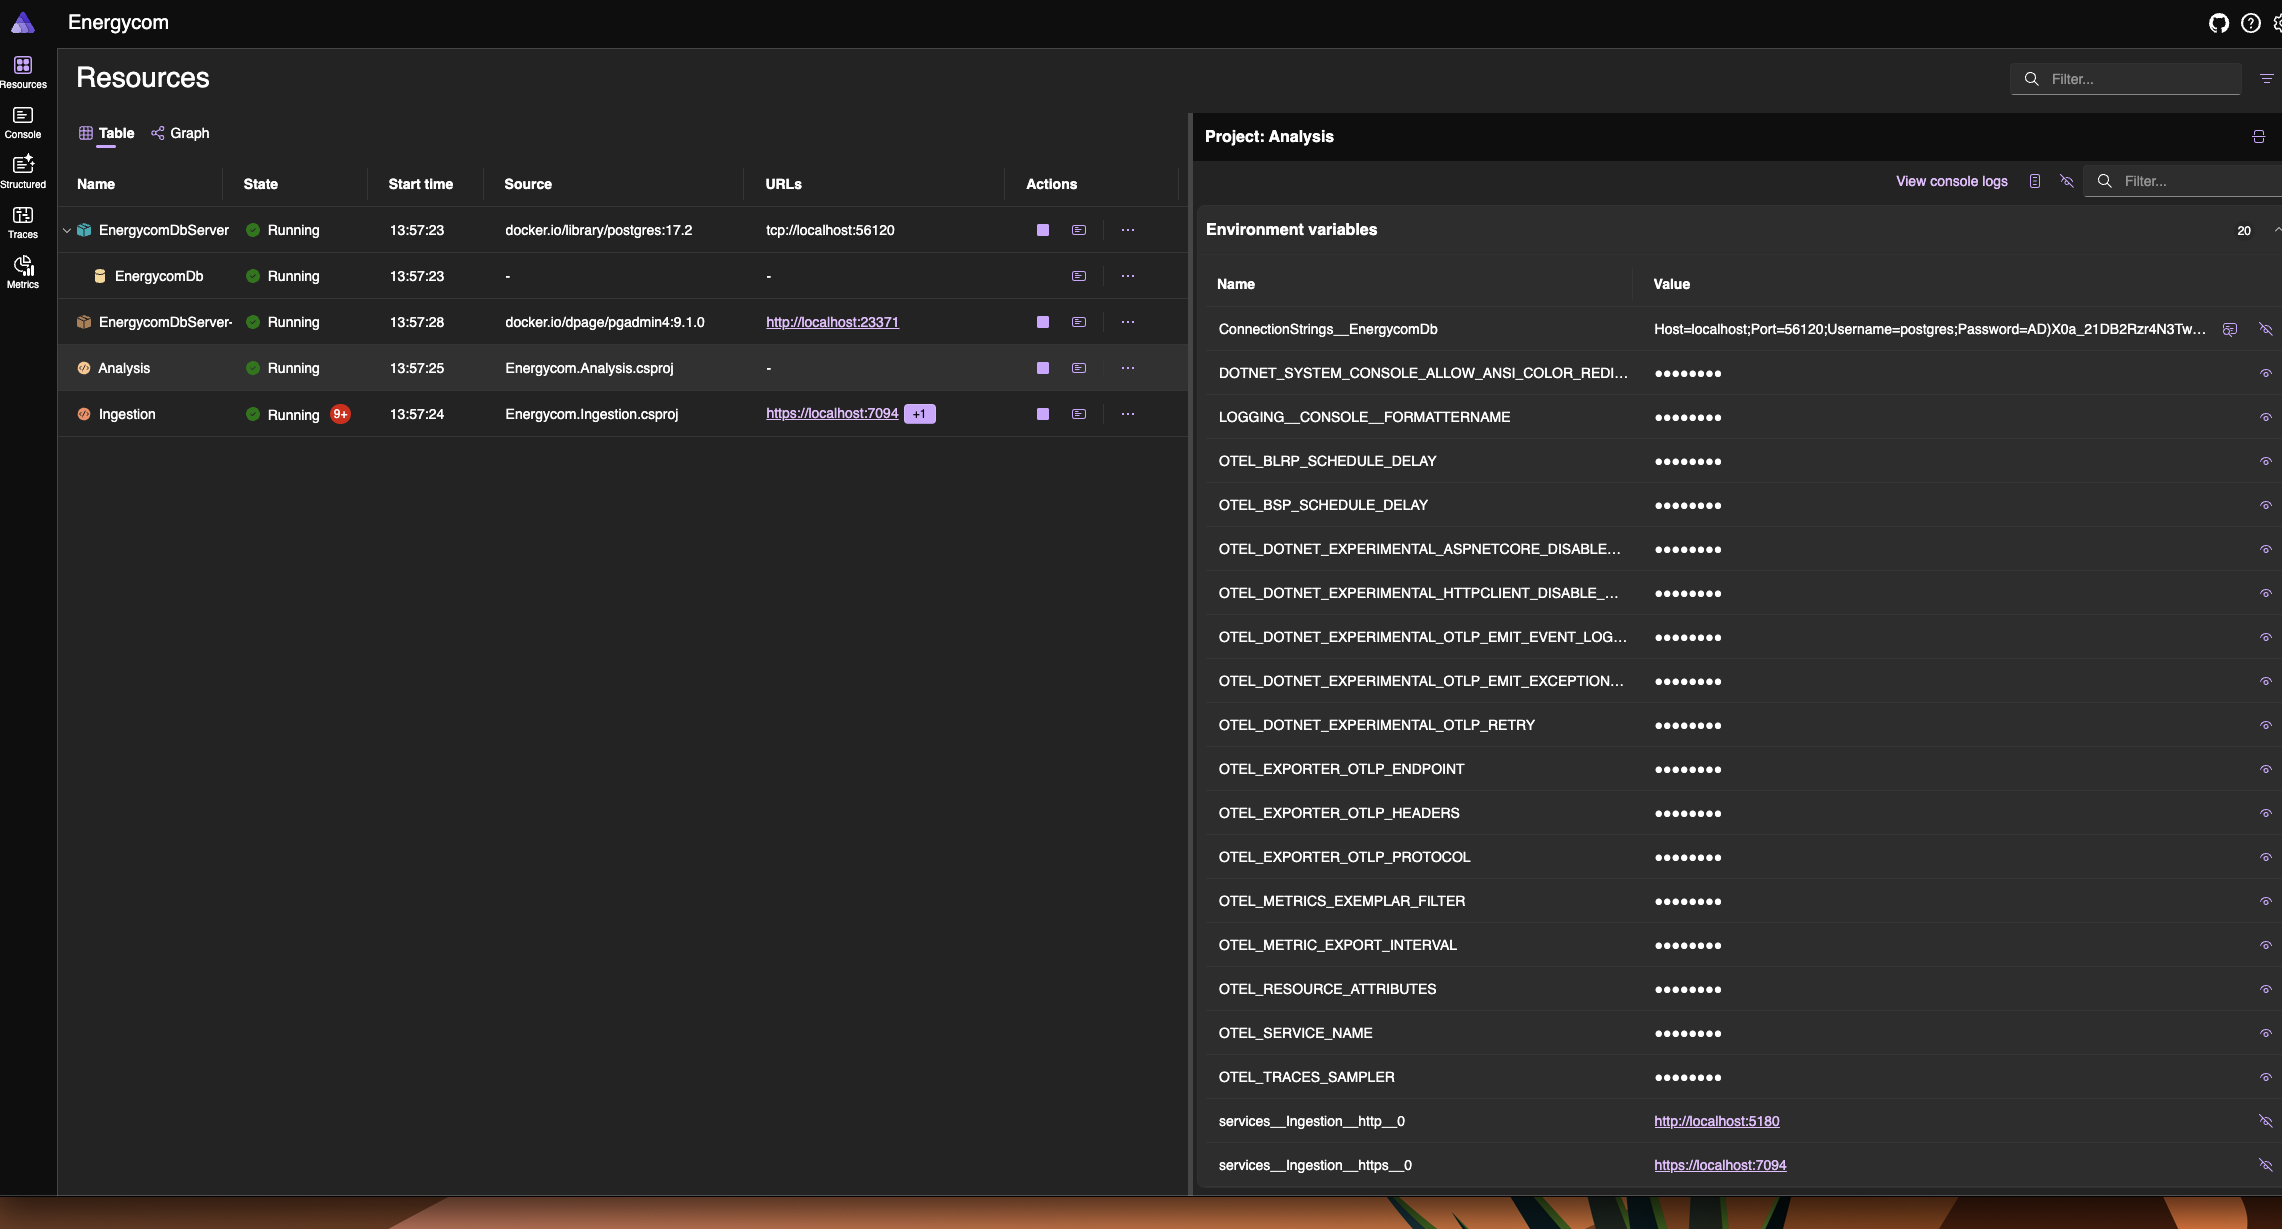 Energycom
Resources
Console
Structured
Traces
Metrics
Resources
Filter...
Table
Graph
Name State Start time Source URLs Actions
EnergycomDbServer Running 13:57:23 docker.io/library/postgres:17.2 tcp://localhost:56120 ...
EnergycomDb Running 13:57:23 - - ...
EnergycomDbServer- Running 13:57:28 docker.io/dpage/pgadmin4:9.1.0 http://localhost:23371 ...
Analysis Running 13:57:25 Energycom.Analysis.csproj - ...
Ingestion Running 9+ 13:57:24 Energycom.Ingestion.csproj https://localhost:7094 +1 ...
Project: Analysis
View console logs
Filter...
Environment variables 20
Name Value
ConnectionStrings__EnergycomDb Host=localhost;Port=56120;Username=postgres;Password=AD)X0a_21DB2Rzr4N3Tw...
DOTNET_SYSTEM_CONSOLE_ALLOW_ANSI_COLOR_REDI... ●●●●●●●●
LOGGING__CONSOLE__FORMATTERNAME ●●●●●●●●
OTEL_BLRP_SCHEDULE_DELAY ●●●●●●●●
OTEL_BSP_SCHEDULE_DELAY ●●●●●●●●
OTEL_DOTNET_EXPERIMENTAL_ASPNETCORE_DISABLE... ●●●●●●●●
OTEL_DOTNET_EXPERIMENTAL_HTTPCLIENT_DISABLE_... ●●●●●●●●
OTEL_DOTNET_EXPERIMENTAL_OTLP_EMIT_EVENT_LOG... ●●●●●●●●
OTEL_DOTNET_EXPERIMENTAL_OTLP_EMIT_EXCEPTION... ●●●●●●●●
OTEL_DOTNET_EXPERIMENTAL_OTLP_RETRY ●●●●●●●●
OTEL_EXPORTER_OTLP_ENDPOINT ●●●●●●●●
OTEL_EXPORTER_OTLP_HEADERS ●●●●●●●●
OTEL_EXPORTER_OTLP_PROTOCOL ●●●●●●●●
OTEL_METRICS_EXEMPLAR_FILTER ●●●●●●●●
OTEL_METRIC_EXPORT_INTERVAL ●●●●●●●●
OTEL_RESOURCE_ATTRIBUTES ●●●●●●●●
OTEL_SERVICE_NAME ●●●●●●●●
OTEL_TRACES_SAMPLER ●●●●●●●●
services__Ingestion__http__0 http://localhost:5180
services__Ingestion__https__0 https://localhost:7094